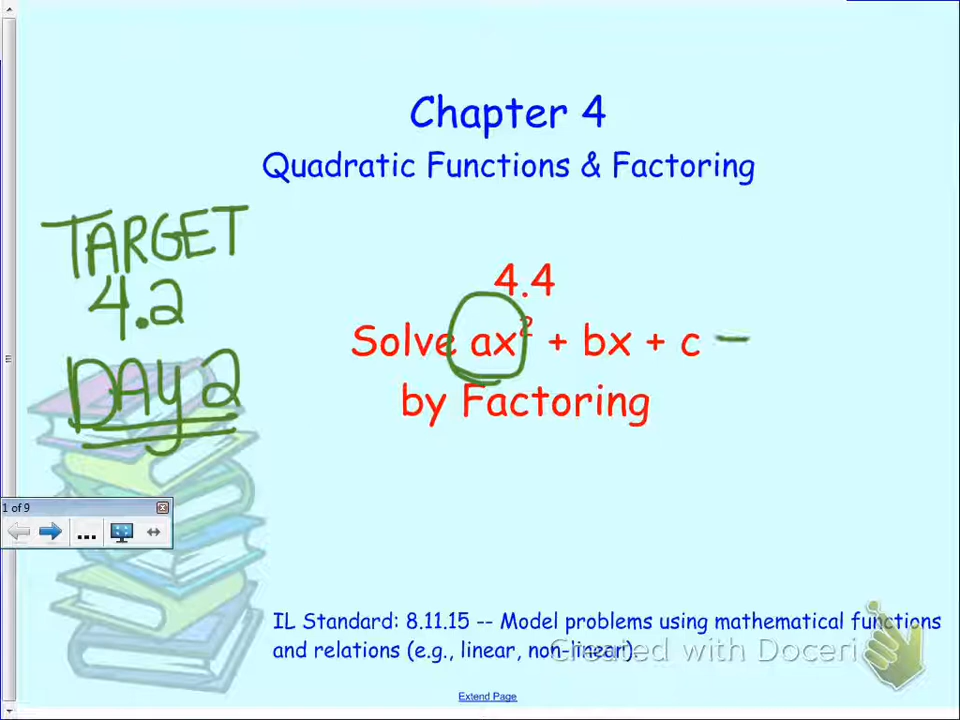 Chapter 4
Quadratic Functions & Factoring
TARGET
4.2
DAY 2
4.4
Solve ax² + bx + c –
by Factoring
1 of 9
...
IL Standard: 8.11.15 -- Model problems using mathematical functions
and relations (e.g., linear, non-linear).
Created with Doceri
Extend Page